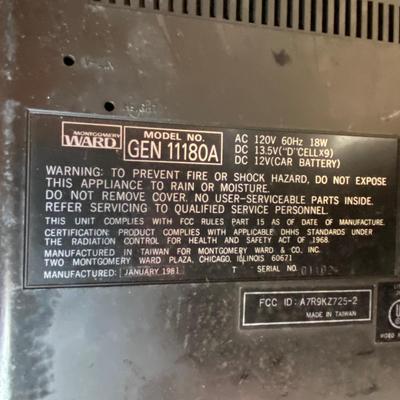 HEIGHT
MONTGOMERY
WARD
MODEL NO.
GEN 11180A
AC 120V 60Hz 18W
DC 13.5V("D"CELLX9)
DC 12V(CAR BATTERY)
WARNING: TO PREVENT FIRE OR SHOCK HAZARD, DO NOT EXPOSE
THIS APPLIANCE TO RAIN OR MOISTURE.
DO NOT REMOVE COVER. NO USER-SERVICEABLE PARTS INSIDE.
REFER SERVICING TO QUALIFIED SERVICE PERSONNEL.
THIS UNIT COMPLIES WITH FCC RULES PART 15 AS OF DATE OF MANUFACTURE.
CERTIFICATION: PRODUCT COMPLIES WITH APPLICABLE DHHS STANDARDS UNDER
THE RADIATION CONTROL FOR HEALTH AND SAFETY ACT OF 1968.
MANUFACTURED IN TAIWAN FOR MONTGOMERY WARD & CO., INC.
TWO MONTGOMERY WARD PLAZA, CHICAGO, ILLINOIS 60671
MANUFACTURED: JANUARY 1981 T SERIAL NO.
FCC ID: A7R9KZ725-2
MADE IN TAIWAN